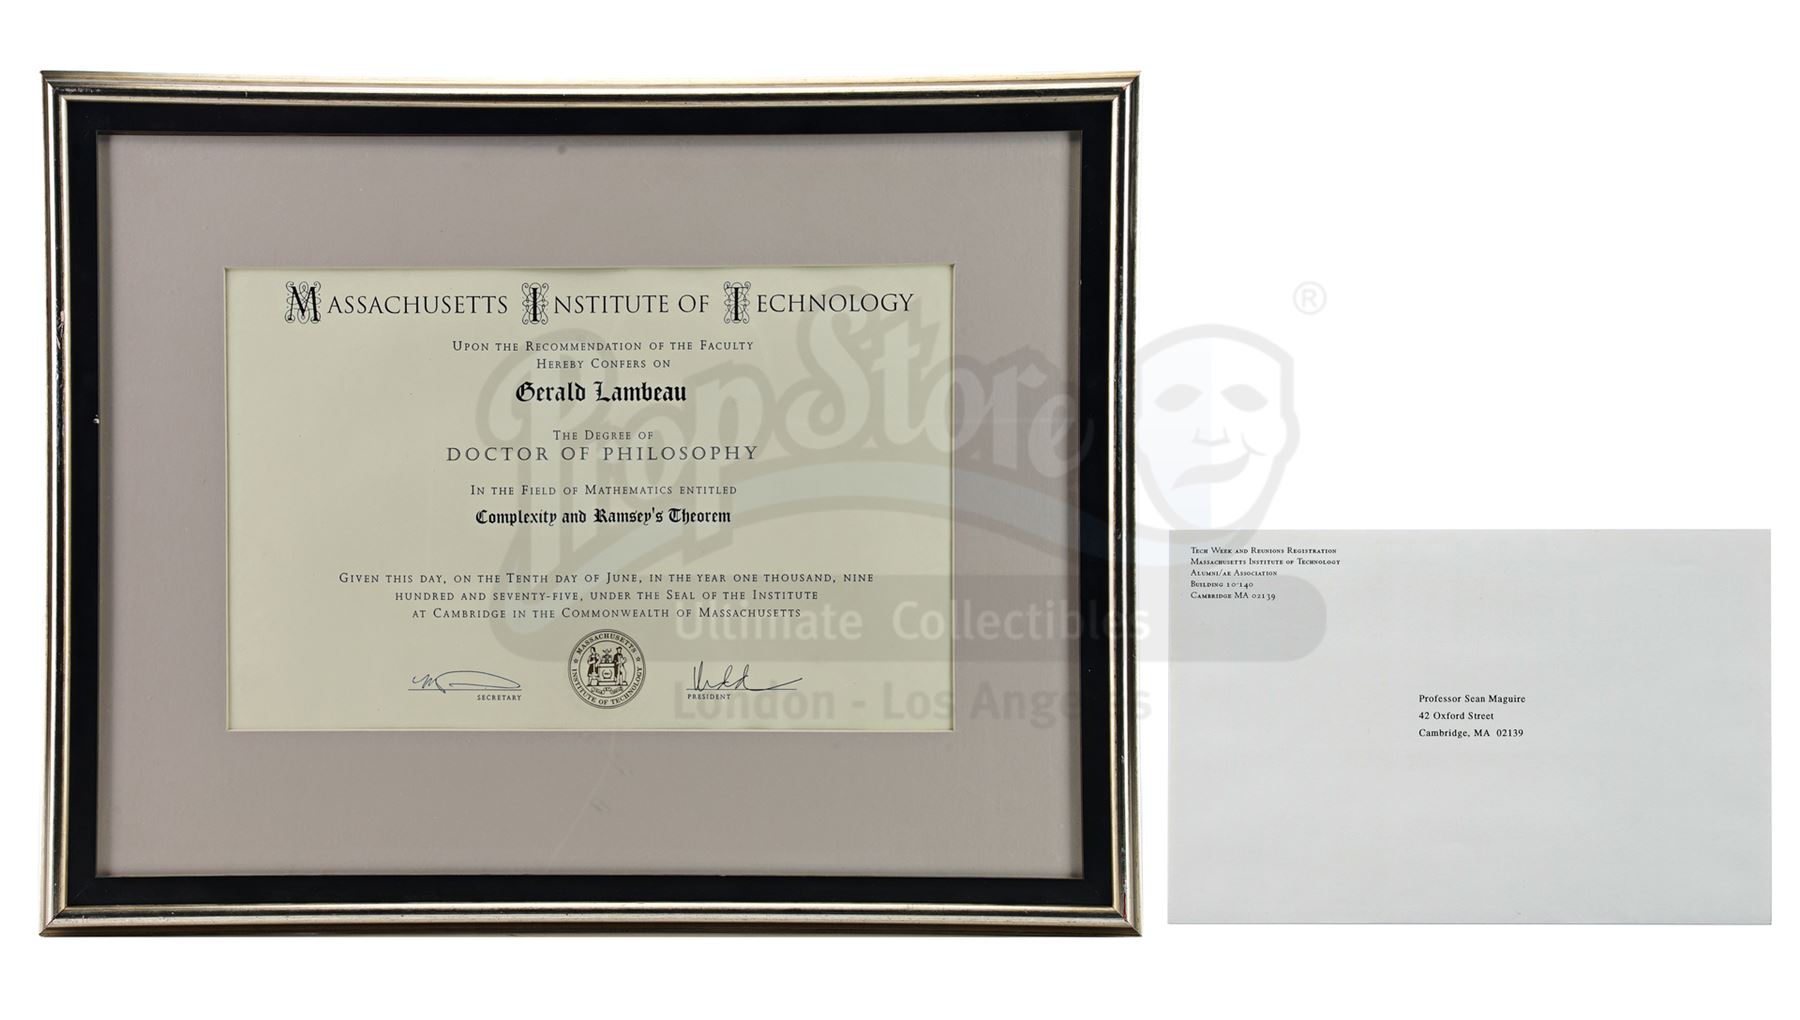 MASSACHUSETTS INSTITUTE OF TECHNOLOGY
UPON THE RECOMMENDATION OF THE FACULTY
HEREBY CONFERS ON
Gerald Lambeau
THE DEGREE OF
DOCTOR OF PHILOSOPHY
IN THE FIELD OF MATHEMATICS ENTITLED
Complexity and Ramsey's Theorem
GIVEN THIS DAY, ON THE TENTH DAY OF JUNE, IN THE YEAR ONE THOUSAND, NINE
HUNDRED AND SEVENTY-FIVE, UNDER THE SEAL OF THE INSTITUTE
AT CAMBRIDGE IN THE COMMONWEALTH OF MASSACHUSETTS
MASSACHUSETTS INSTITUTE OF TECHNOLOGY
SECRETARY
PRESIDENT
PropStore
®
Ultimate Collectibles
London - Los Angeles
TECH WEEK AND REUNIONS REGISTRATION
MASSACHUSETTS INSTITUTE OF TECHNOLOGY
ALUMNI/AE ASSOCIATION
BUILDING 10-140
CAMBRIDGE MA 02139
Professor Sean Maguire
42 Oxford Street
Cambridge, MA 02139